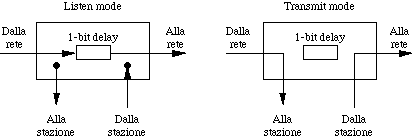 Listen mode
Dalla
rete
1-bit delay
Alla
rete
Alla
stazione
Dalla
stazione
Transmit mode
Dalla
rete
1-bit delay
Alla
rete
Alla
stazione
Dalla
stazione